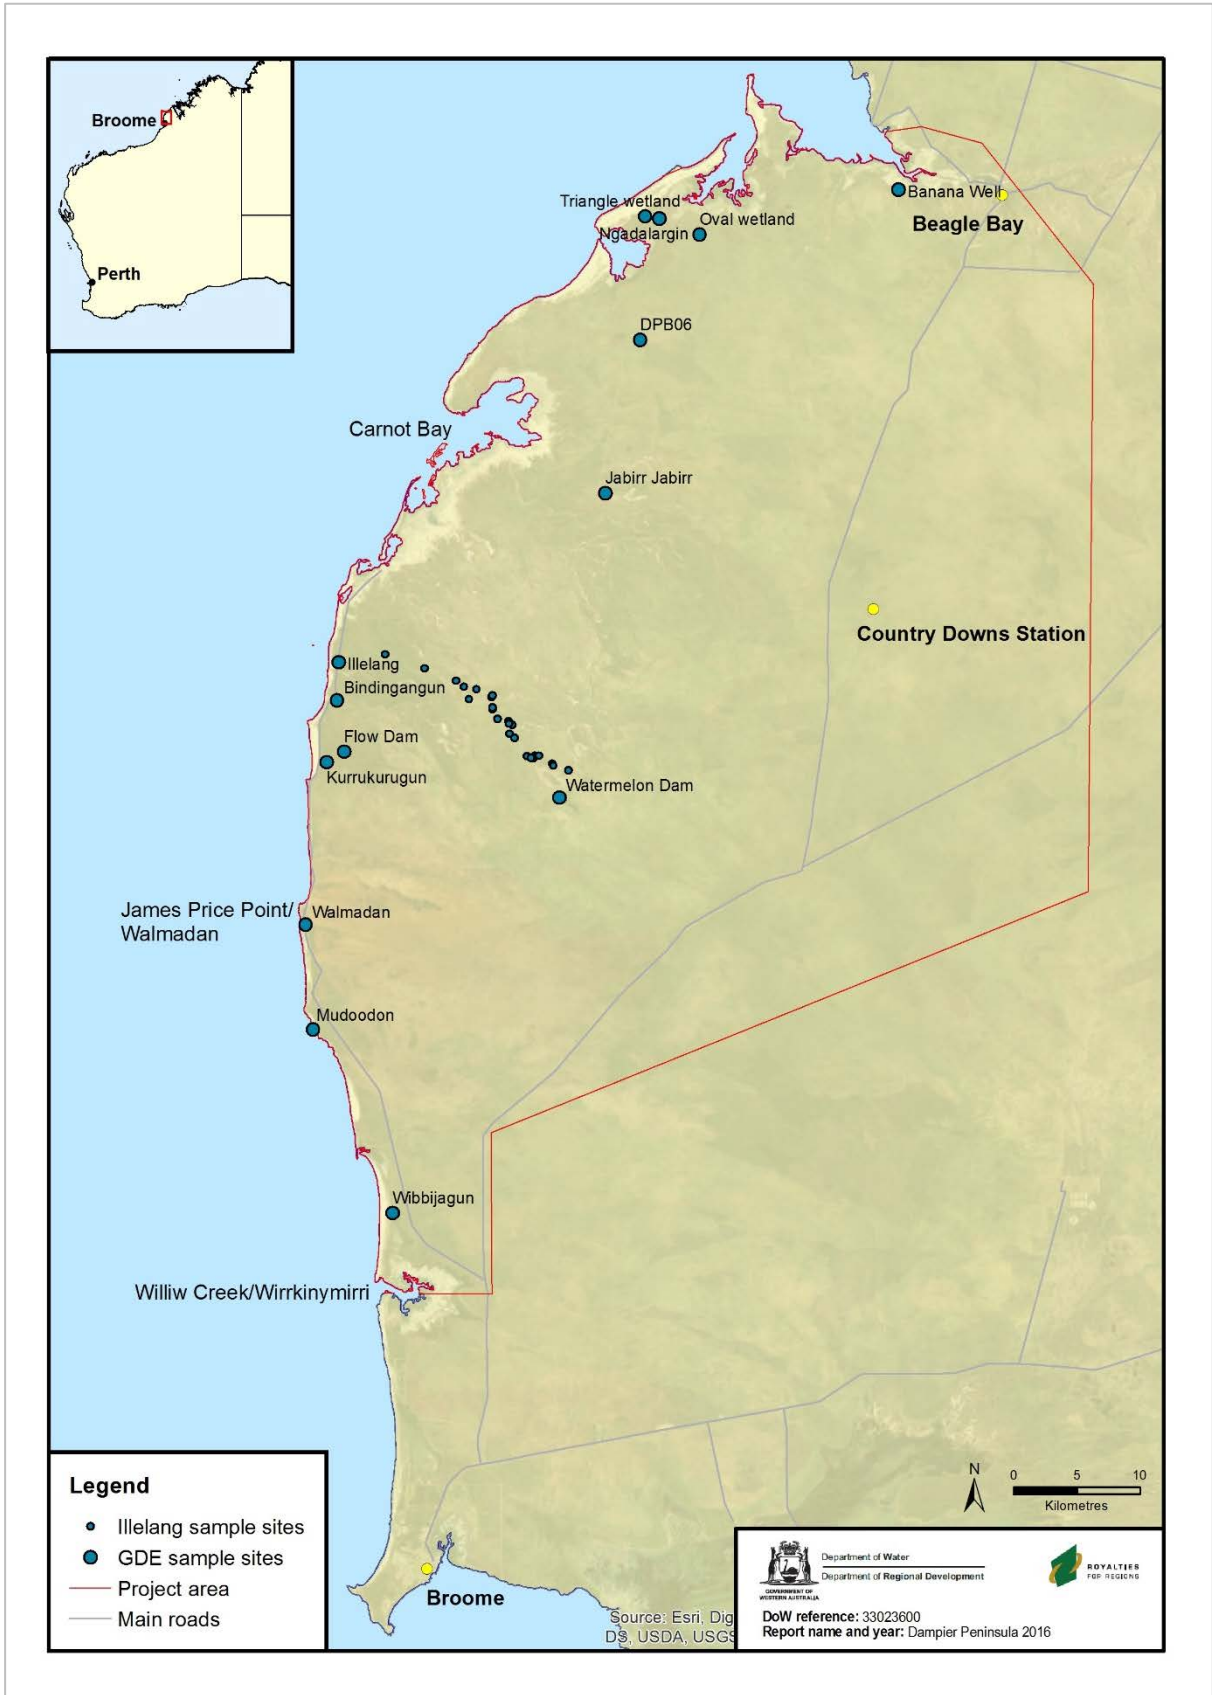 Broome
Perth
Triangle wetland
Ngadalargin
Oval wetland
Banana Well
Beagle Bay
DPB06
Carnot Bay
Jabirr Jabirr
Country Downs Station
Illelang
Bindingangun
Flow Dam
Kurrukurugun
Watermelon Dam
James Price Point/
Walmadan
Walmadan
Mudoodon
Wibbijagun
Williw Creek/Wirrkinymirri
Broome
Legend
Illelang sample sites
GDE sample sites
Project area
Main roads
N
0 5 10
Kilometres
Source: Esri, Dig
DS, USDA, USGS
GOVERNMENT OF
WESTERN AUSTRALIA
Department of Water
Department of Regional Development
ROYALTIES
FOR REGIONS
DoW reference: 33023600
Report name and year: Dampier Peninsula 2016